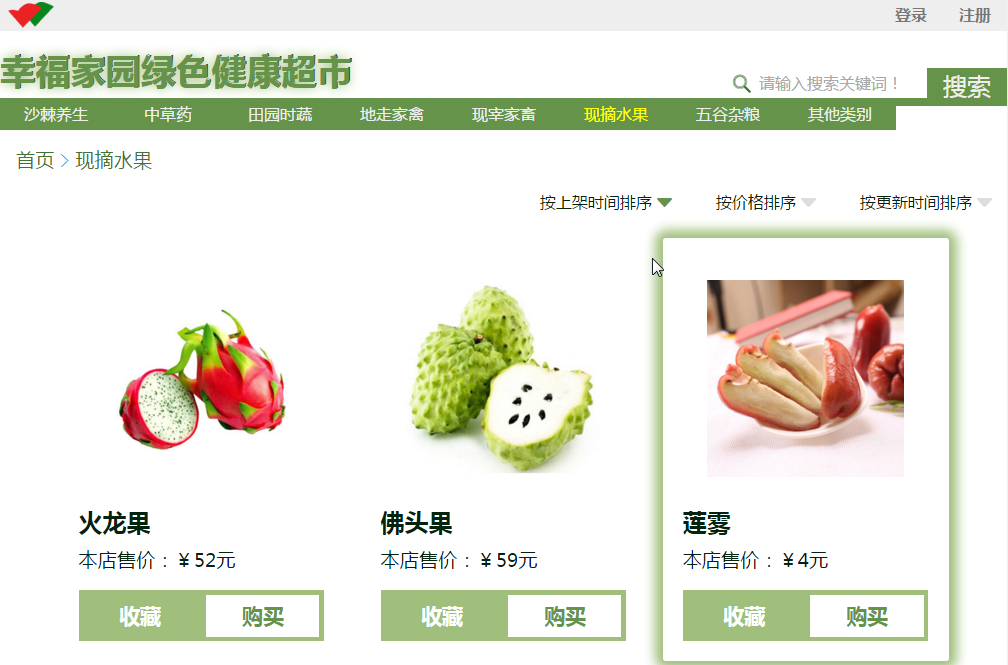 登录 注册
幸福家园绿色健康超市
请输入搜索关键词！ 搜索
沙棘养生 中草药 田园时蔬 地走家禽 现宰家畜 现摘水果 五谷杂粮 其他类别
首页 > 现摘水果
按上架时间排序 按价格排序 按更新时间排序
火龙果 佛头果 莲雾
本店售价：￥52元 本店售价：￥59元 本店售价：￥4元
收藏 购买 收藏 购买 收藏 购买